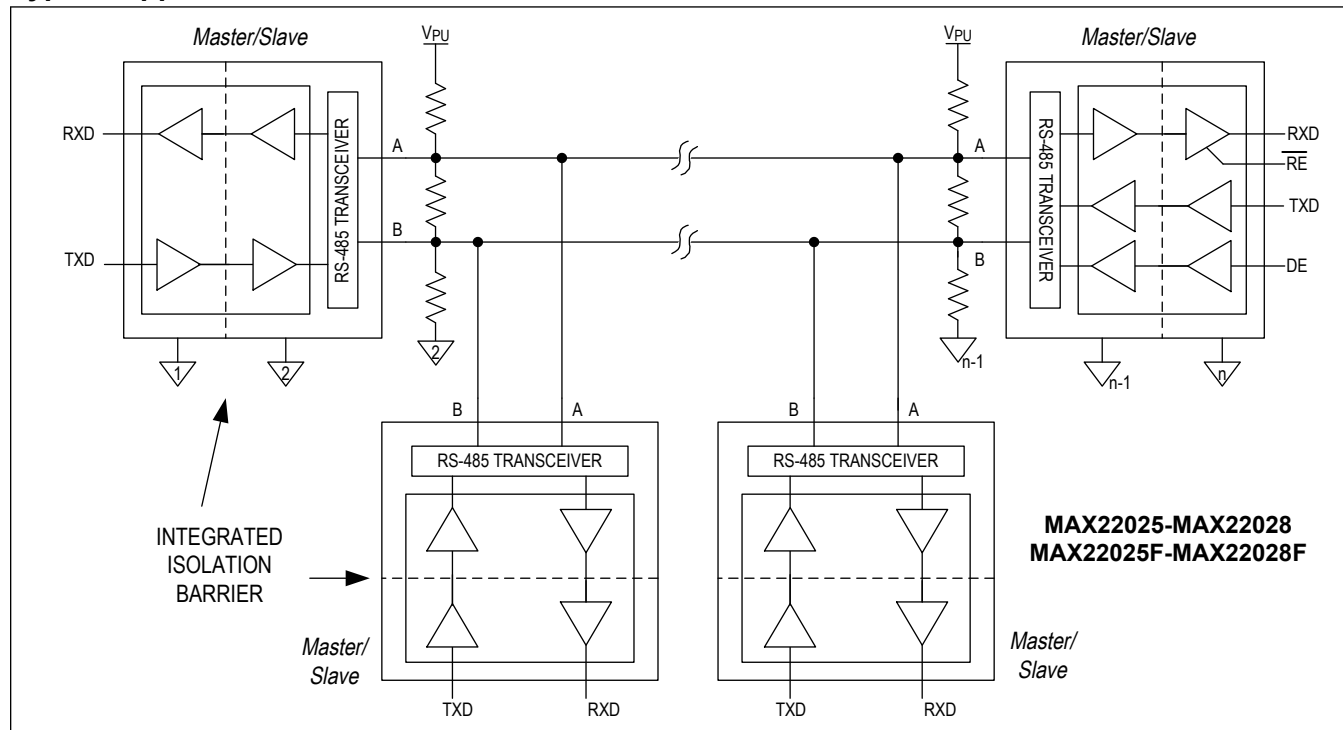 Master/Slave
VPU
VPU
Master/Slave
RXD
RS-485 TRANSCEIVER
A
A
RS-485 TRANSCEIVER
RXD
RE
TXD
TXD
B
B
DE
1
2
2
n-1
n-1
n
B
A
B
A
RS-485 TRANSCEIVER
RS-485 TRANSCEIVER
INTEGRATED
ISOLATION
BARRIER
MAX22025-MAX22028
MAX22025F-MAX22028F
Master/
Slave
Master/
Slave
TXD
RXD
TXD
RXD